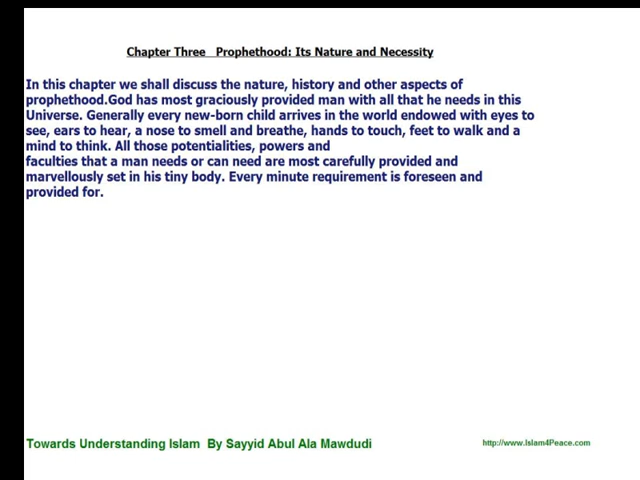 Chapter Three   Prophethood: Its Nature and Necessity
In this chapter we shall discuss the nature, history and other aspects of
prophethood.God has most graciously provided man with all that he needs in this
Universe. Generally every new-born child arrives in the world endowed with eyes to
see, ears to hear, a nose to smell and breathe, hands to touch, feet to walk and a
mind to think. All those potentialities, powers and
faculties that a man needs or can need are most carefully provided and
marvellously set in his tiny body. Every minute requirement is foreseen and
provided for.
Towards Understanding Islam  By Sayyid Abul Ala Mawdudi
http://www.Islam4Peace.com